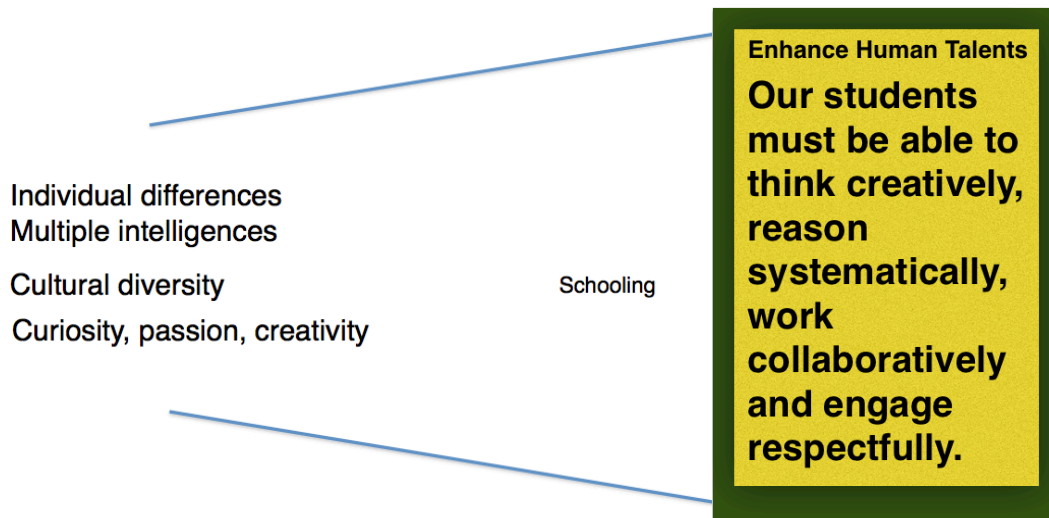 Individual differences
Multiple intelligences
Cultural diversity
Curiosity, passion, creativity
Schooling
Enhance Human Talents
Our students
must be able to
think creatively,
reason
systematically,
work
collaboratively
and engage
respectfully.